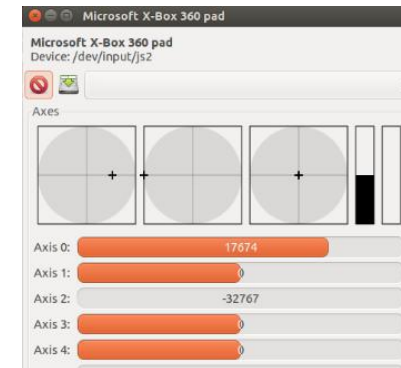 Microsoft X-Box 360 pad
Microsoft X-Box 360 pad
Device: /dev/input/js2
Axes
Axis 0: 17674
Axis 1: 0
Axis 2: -32767
Axis 3: 0
Axis 4: 0